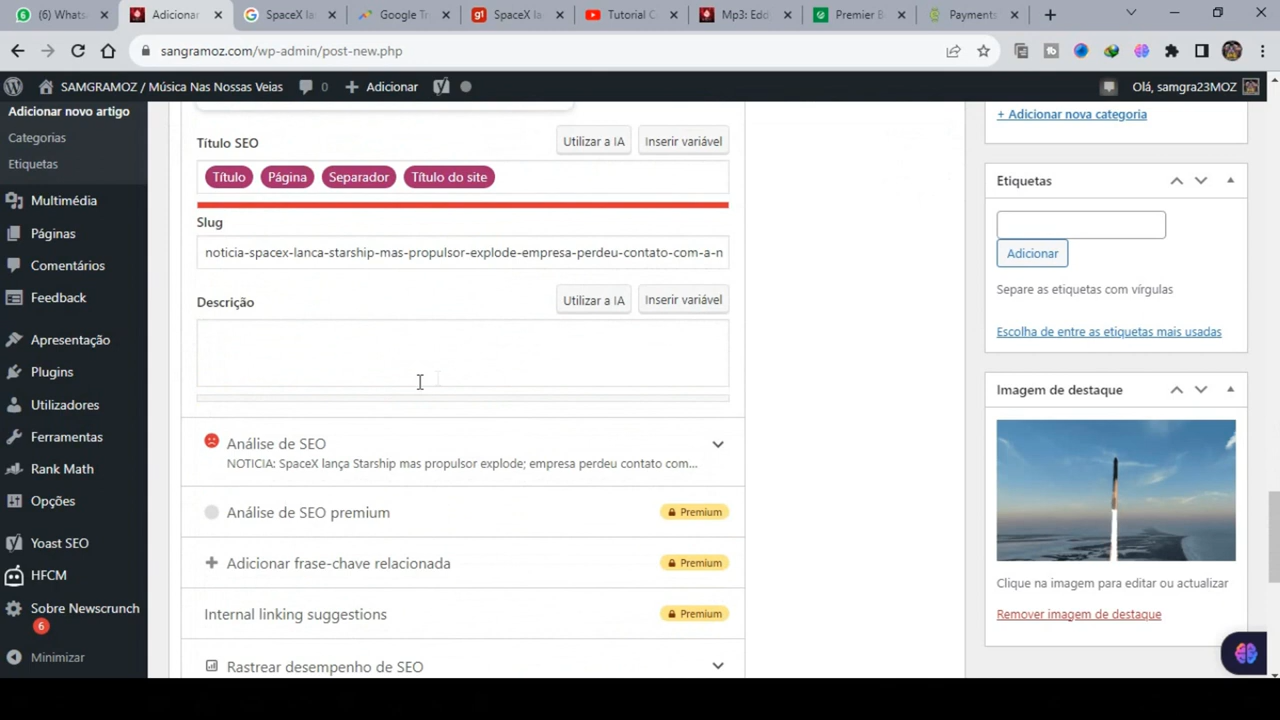 (6) Whats
Adicionar
SpaceX la
Google Tr
g1
SpaceX la
Tutorial C
Mp3: Edd
Premier B
Payments
sangramoz.com/wp-admin/post-new.php
SAMGRAMOZ / Música Nas Nossas Veias
0
Adicionar
Olá, samgra23MOZ
Adicionar novo artigo
Categorias
Etiquetas
Multimédia
Páginas
Comentários
Feedback
Apresentação
Plugins
Utilizadores
Ferramentas
Rank Math
Opções
Yoast SEO
HFCM
Sobre Newscrunch
6
Minimizar
Título SEO
Utilizar a IA
Inserir variável
Título
Página
Separador
Título do site
Slug
noticia-spacex-lanca-starship-mas-propulsor-explode-empresa-perdeu-contato-com-a-n
Descrição
Utilizar a IA
Inserir variável
Análise de SEO
NOTICIA: SpaceX lança Starship mas propulsor explode; empresa perdeu contato com...
Análise de SEO premium
Premium
Adicionar frase-chave relacionada
Premium
Internal linking suggestions
Premium
Rastrear desempenho de SEO
+ Adicionar nova categoria
Etiquetas
Adicionar
Separe as etiquetas com vírgulas
Escolha de entre as etiquetas mais usadas
Imagem de destaque
Clique na imagem para editar ou actualizar
Remover imagem de destaque